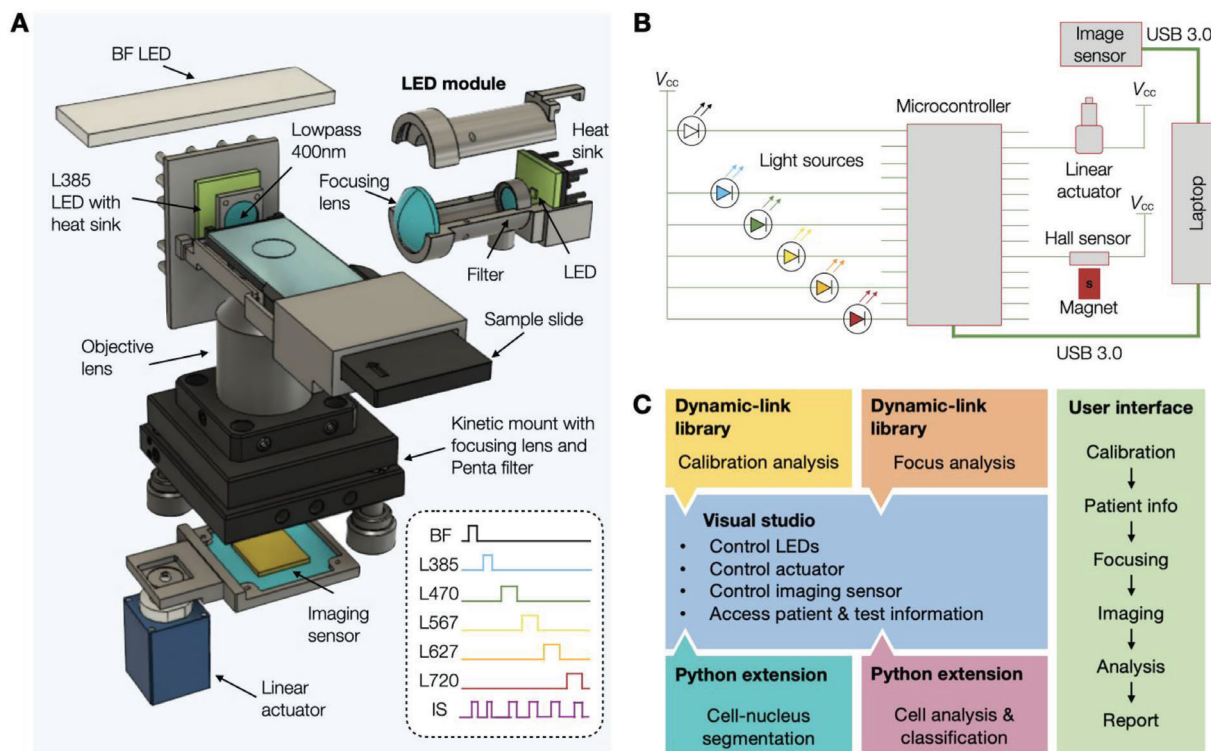 A
BF LED
LED module
Lowpass
400nm
Heat
sink
L385
LED with
heat sink
Focusing
lens
Filter
LED
Sample slide
Objective
lens
Kinetic mount with
focusing lens and
Penta filter
Imaging
sensor
Linear
actuator
BF
L385
L470
L567
L627
L720
IS
B
Image
sensor
USB 3.0
Vcc
Vcc
Microcontroller
Light sources
Linear
actuator
Vcc
Hall sensor
S
Magnet
Laptop
USB 3.0
C
Dynamic-link
library
Calibration analysis
Dynamic-link
library
Focus analysis
Visual studio
• Control LEDs
• Control actuator
• Control imaging sensor
• Access patient & test information
Python extension
Cell-nucleus
segmentation
Python extension
Cell analysis &
classification
User interface
Calibration
Patient info
Focusing
Imaging
Analysis
Report